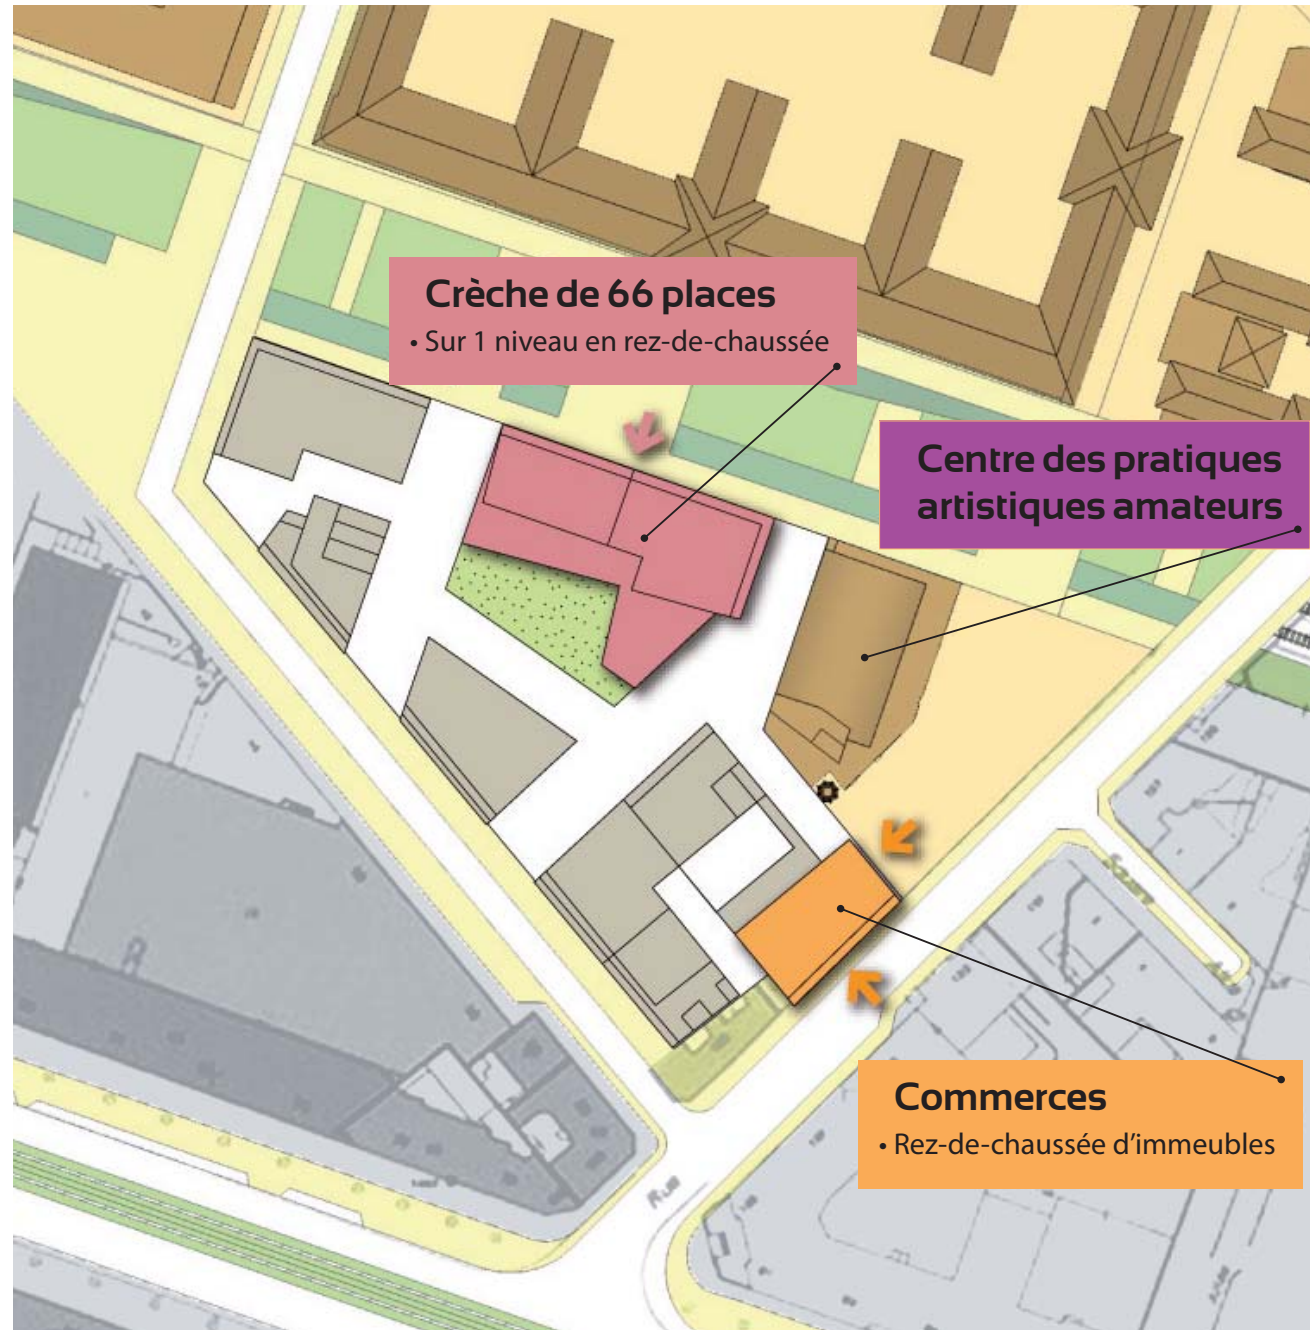 Crèche de 66 places
• Sur 1 niveau en rez-de-chaussée
Centre des pratiques
artistiques amateurs
Commerces
• Rez-de-chaussée d’immeubles
Rue